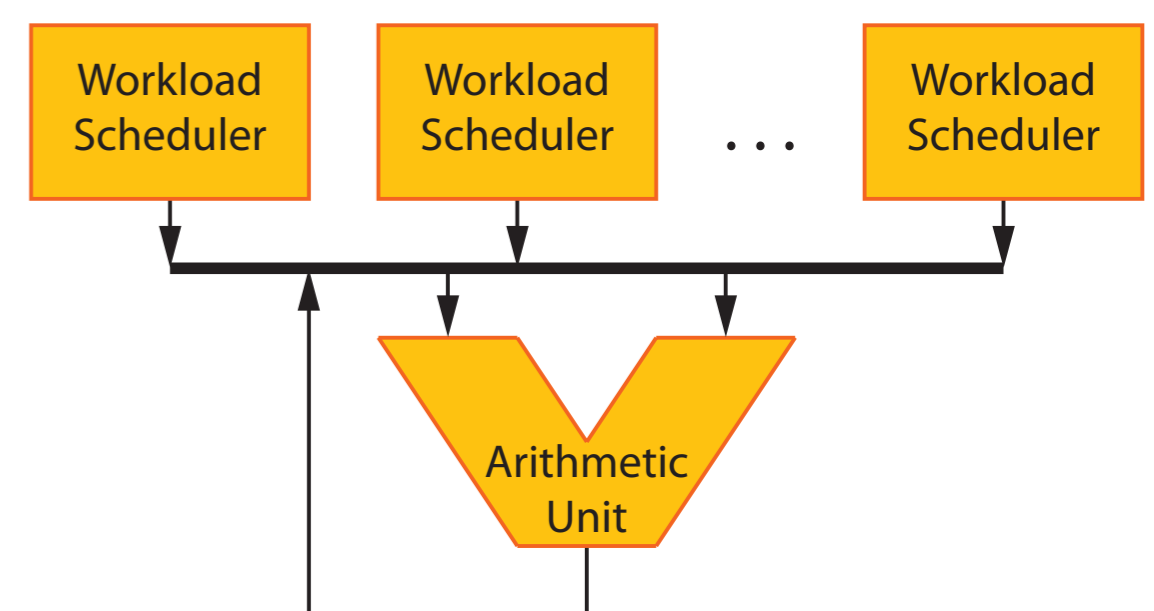 Workload
Scheduler
Workload
Scheduler
. . .
Workload
Scheduler
Arithmetic
Unit